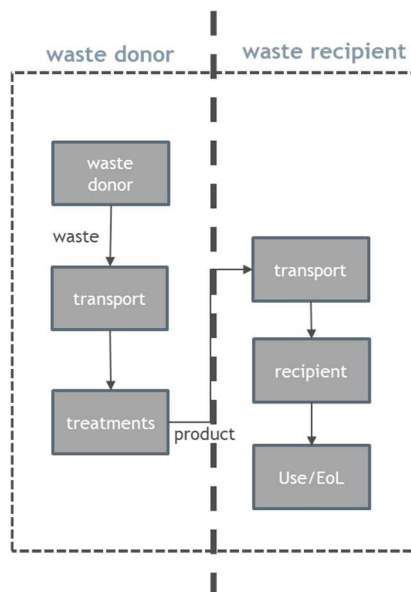 waste donor
waste recipient
waste
donor
waste
transport
treatments
product
transport
recipient
Use/EoL